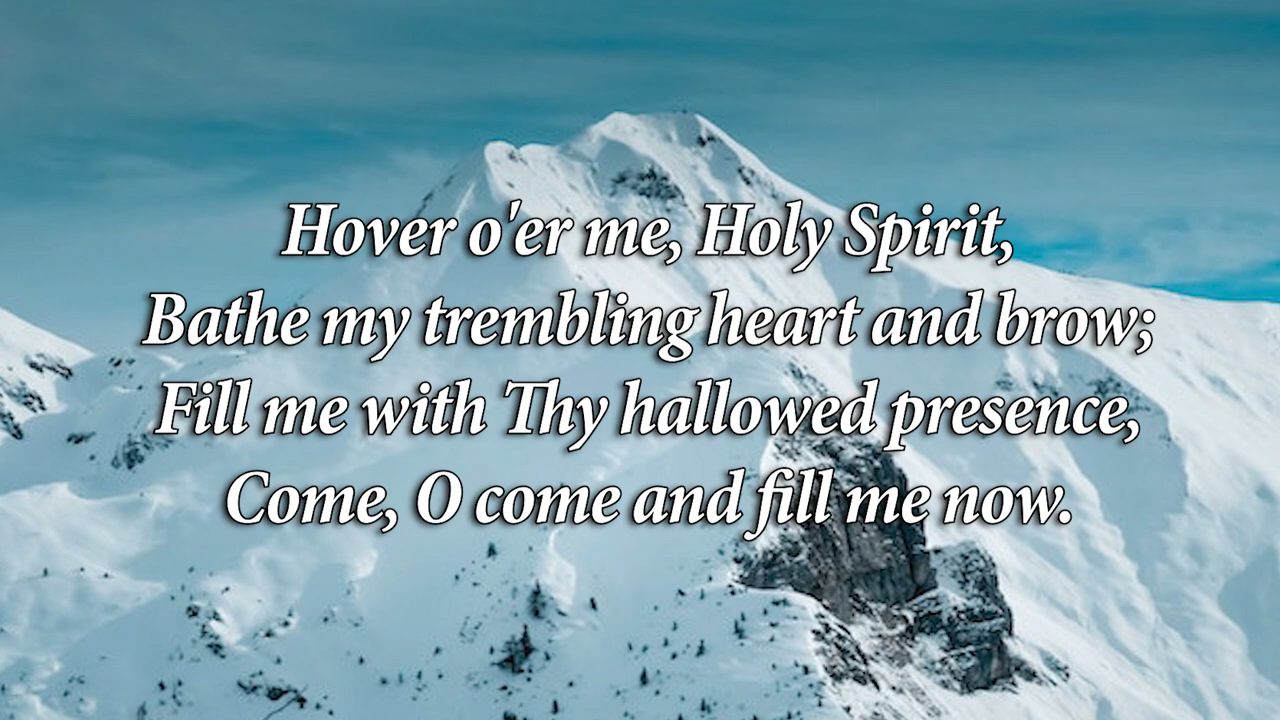 Hover o'er me, Holy Spirit,
Bathe my trembling heart and brow;
Fill me with Thy hallowed presence,
Come, O come and fill me now.